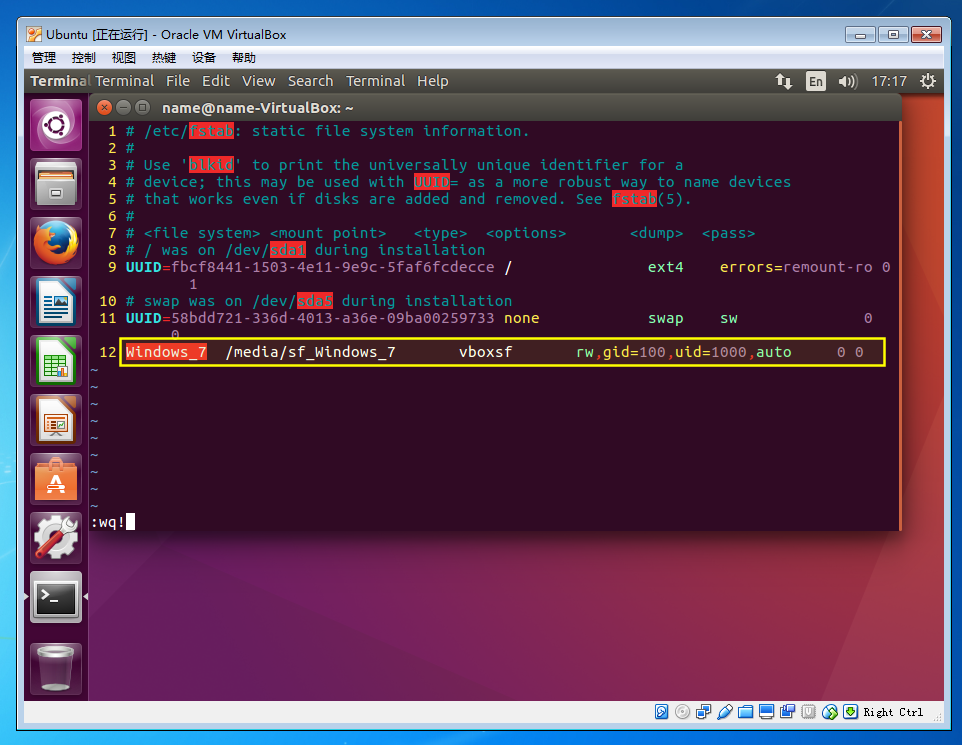 Ubuntu [正在运行] - Oracle VM VirtualBox
管理 控制 视图 热键 设备 帮助
Terminal Terminal File Edit View Search Terminal Help En 17:17
name@name-VirtualBox: ~
1 # /etc/fstab: static file system information.
2 #
3 # Use 'blkid' to print the universally unique identifier for a
4 # device; this may be used with UUID= as a more robust way to name devices
5 # that works even if disks are added and removed. See fstab(5).
6 #
7 # <file system> <mount point>   <type>  <options>       <dump>  <pass>
8 # / was on /dev/sda1 during installation
9 UUID=fbcf8441-1503-4e11-9e9c-5faf6fcdecce /               ext4    errors=remount-ro 0
1
10 # swap was on /dev/sda5 during installation
11 UUID=58bdd721-336d-4013-a36e-09ba00259733 none            swap    sw              0
0
12 Windows_7  /media/sf_Windows_7       vboxsf       rw,gid=100,uid=1000,auto     0 0
~
~
~
~
~
~
~
~
~
:wq!
Right Ctrl